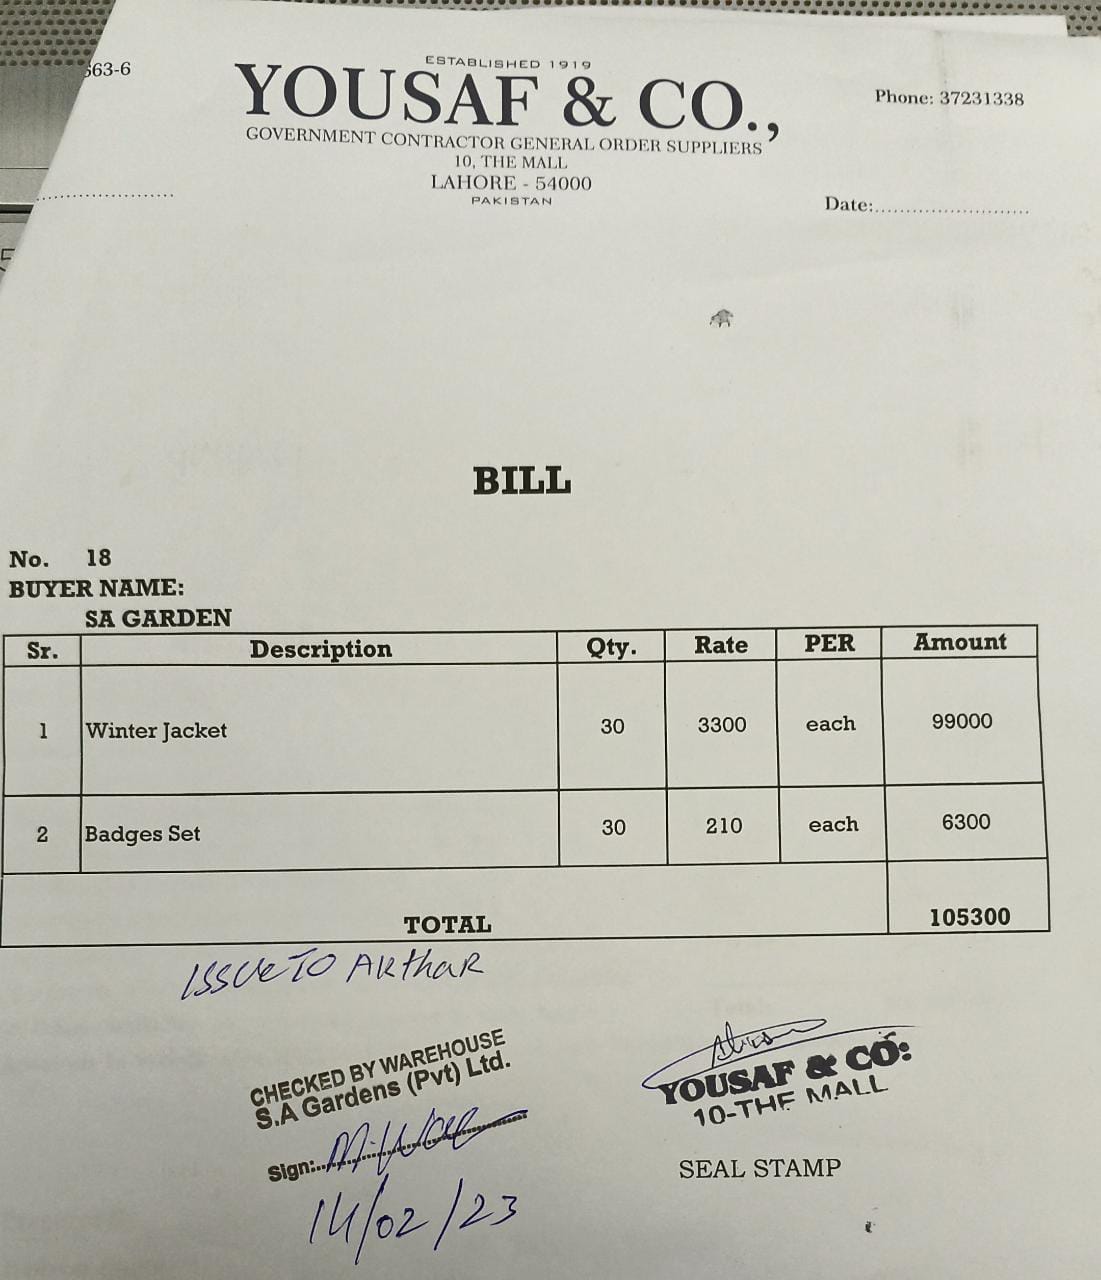 ESTABLISHED 1919
563-6
YOUSAF & CO.,
Phone: 37231338
GOVERNMENT CONTRACTOR GENERAL ORDER SUPPLIERS
10, THE MALL
LAHORE - 54000
PAKISTAN
Date:..........................
BILL
No. 18
BUYER NAME:
SA GARDEN
Sr. Description Qty. Rate PER Amount
1 Winter Jacket 30 3300 each 99000
2 Badges Set 30 210 each 6300
TOTAL 105300
ISSUE TO AKthaR
CHECKED BY WAREHOUSE
S.A Gardens (Pvt) Ltd.
Sign:
14/02/23
YOUSAF & CO:
10-THE MALL
SEAL STAMP